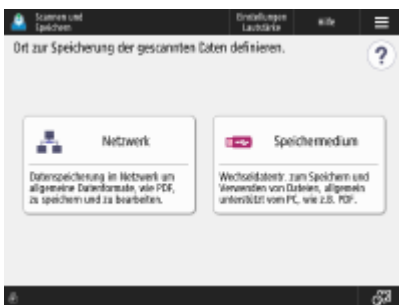 Scannen und
Speichern
Einstellungen
Lautstärke
Hilfe
Ort zur Speicherung der gescannten Daten definieren.
?
Netzwerk
Speichermedium
Datenspeicherung im Netzwerk um
allgemeine Datenformate, wie PDF,
zu speichern und zu bearbeiten.
Wechseldatentr. zum Speichern und
Verwenden von Dateien, allgemein
unterstützt vom PC, wie z.B. PDF.